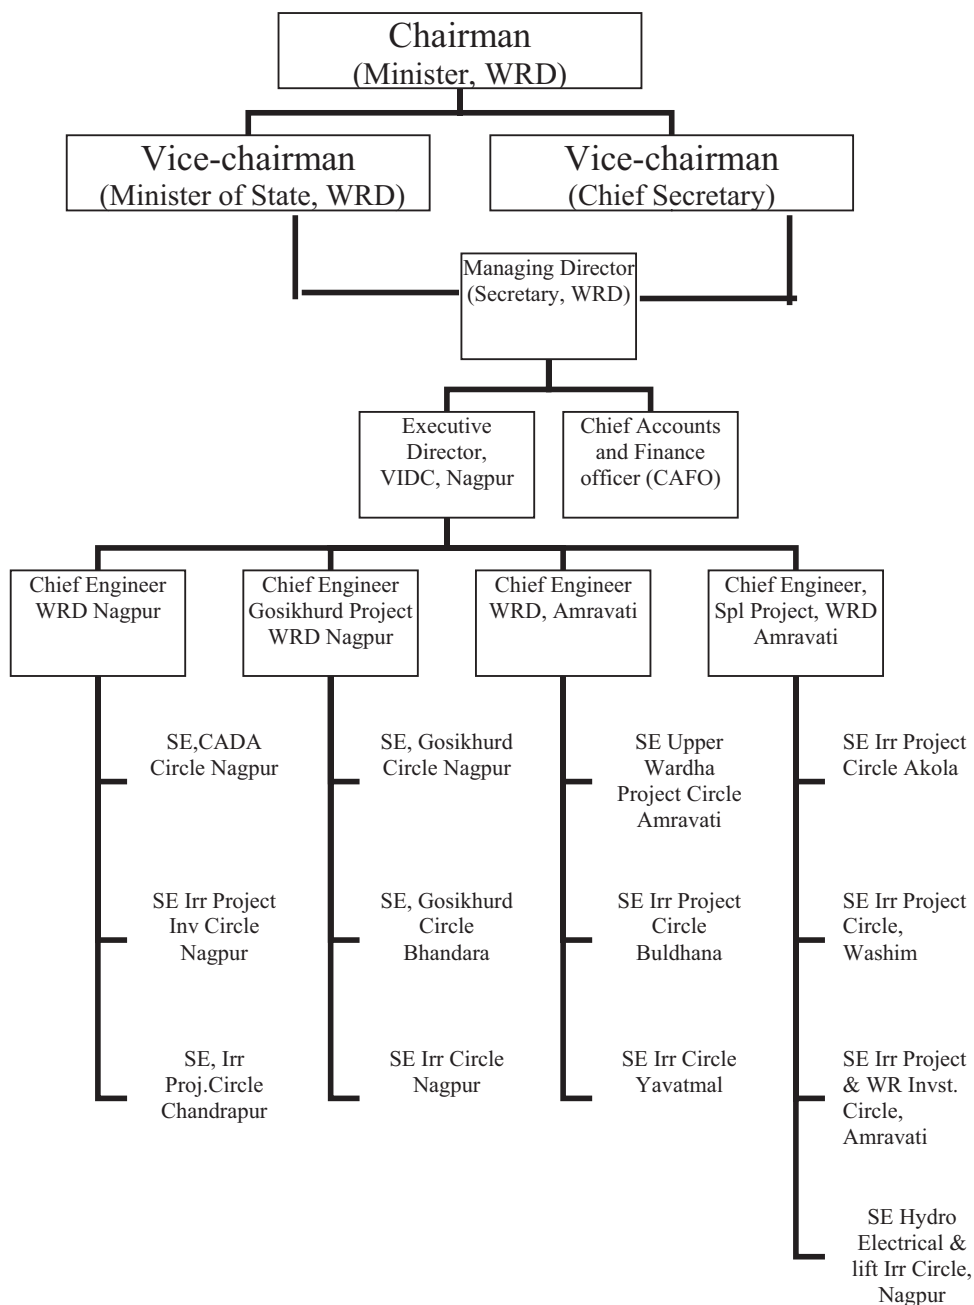 Chairman
(Minister, WRD)
Vice-chairman
(Minister of State, WRD)
Vice-chairman
(Chief Secretary)
Managing Director
(Secretary, WRD)
Executive
Director,
VIDC, Nagpur
Chief Accounts
and Finance
officer (CAFO)
Chief Engineer
WRD Nagpur
Chief Engineer
Gosikhurd Project
WRD Nagpur
Chief Engineer
WRD, Amravati
Chief Engineer,
Spl Project, WRD
Amravati
SE,CADA
Circle Nagpur
SE, Gosikhurd
Circle Nagpur
SE Upper
Wardha
Project Circle
Amravati
SE Irr Project
Circle Akola
SE Irr Project
Inv Circle
Nagpur
SE, Gosikhurd
Circle
Bhandara
SE Irr Project
Circle
Buldhana
SE Irr Project
Circle,
Washim
SE, Irr
Proj.Circle
Chandrapur
SE Irr Circle
Nagpur
SE Irr Circle
Yavatmal
SE Irr Project
& WR Invst.
Circle,
Amravati
SE Hydro
Electrical &
lift Irr Circle,
Nagpur